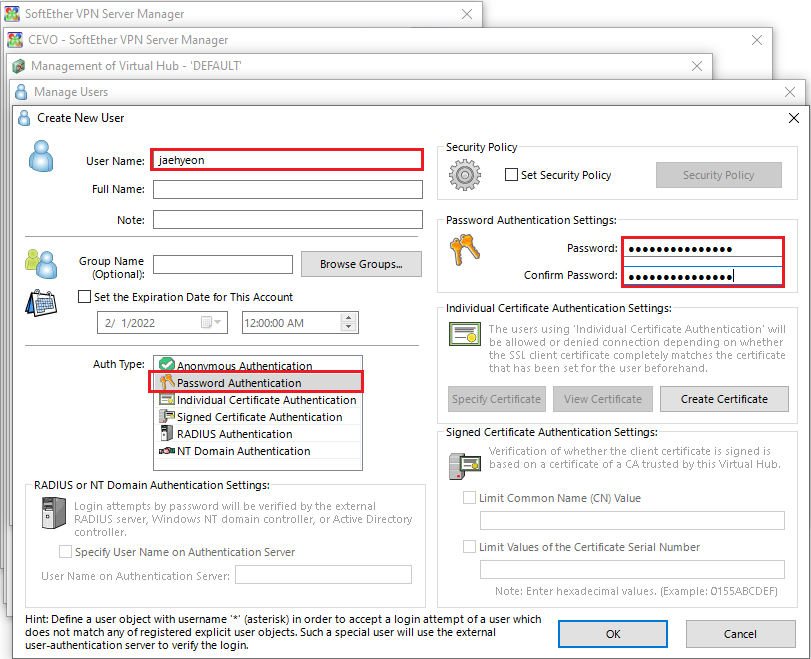 SoftEther VPN Server Manager
CEVO - SoftEther VPN Server Manager
Management of Virtual Hub - 'DEFAULT'
Manage Users
Create New User
User Name:
jaehyeon
Full Name:
Note:
Group Name
(Optional):
Browse Groups...
Set the Expiration Date for This Account
2/ 1/2022
12:00:00 AM
Auth Type:
Anonymous Authentication
Password Authentication
Individual Certificate Authentication
Signed Certificate Authentication
RADIUS Authentication
NT Domain Authentication
RADIUS or NT Domain Authentication Settings:
Login attempts by password will be verified by the external
RADIUS server, Windows NT domain controller, or Active Directory
controller.
Specify User Name on Authentication Server
User Name on Authentication Server:
Security Policy
Set Security Policy
Security Policy
Password Authentication Settings:
Password:
●●●●●●●●●●●●●●●
Confirm Password:
●●●●●●●●●●●●●●●
Individual Certificate Authentication Settings:
The users using 'Individual Certificate Authentication' will
be allowed or denied connection depending on whether
the SSL client certificate completely matches the certificate
that has been set for the user beforehand.
Specify Certificate
View Certificate
Create Certificate
Signed Certificate Authentication Settings:
Verification of whether the client certificate is signed is
based on a certificate of a CA trusted by this Virtual Hub.
Limit Common Name (CN) Value
Limit Values of the Certificate Serial Number
Note: Enter hexadecimal values. (Example: 0155ABCDEF)
Hint: Define a user object with username '*' (asterisk) in order to accept a login attempt of a user which
does not match any of registered explicit user objects. Such a special user will use the external
user-authentication server to verify the login.
OK
Cancel